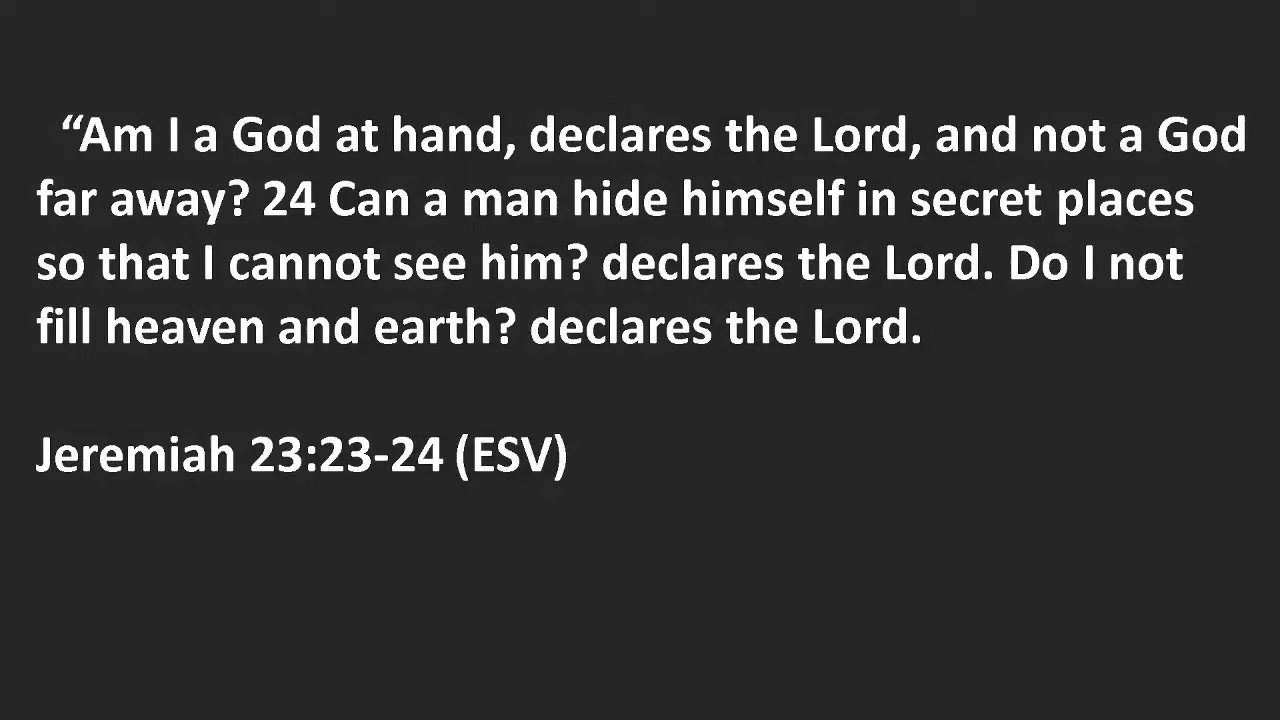 “Am I a God at hand, declares the Lord, and not a God
far away? 24 Can a man hide himself in secret places
so that I cannot see him? declares the Lord. Do I not
fill heaven and earth? declares the Lord.
Jeremiah 23:23-24 (ESV)